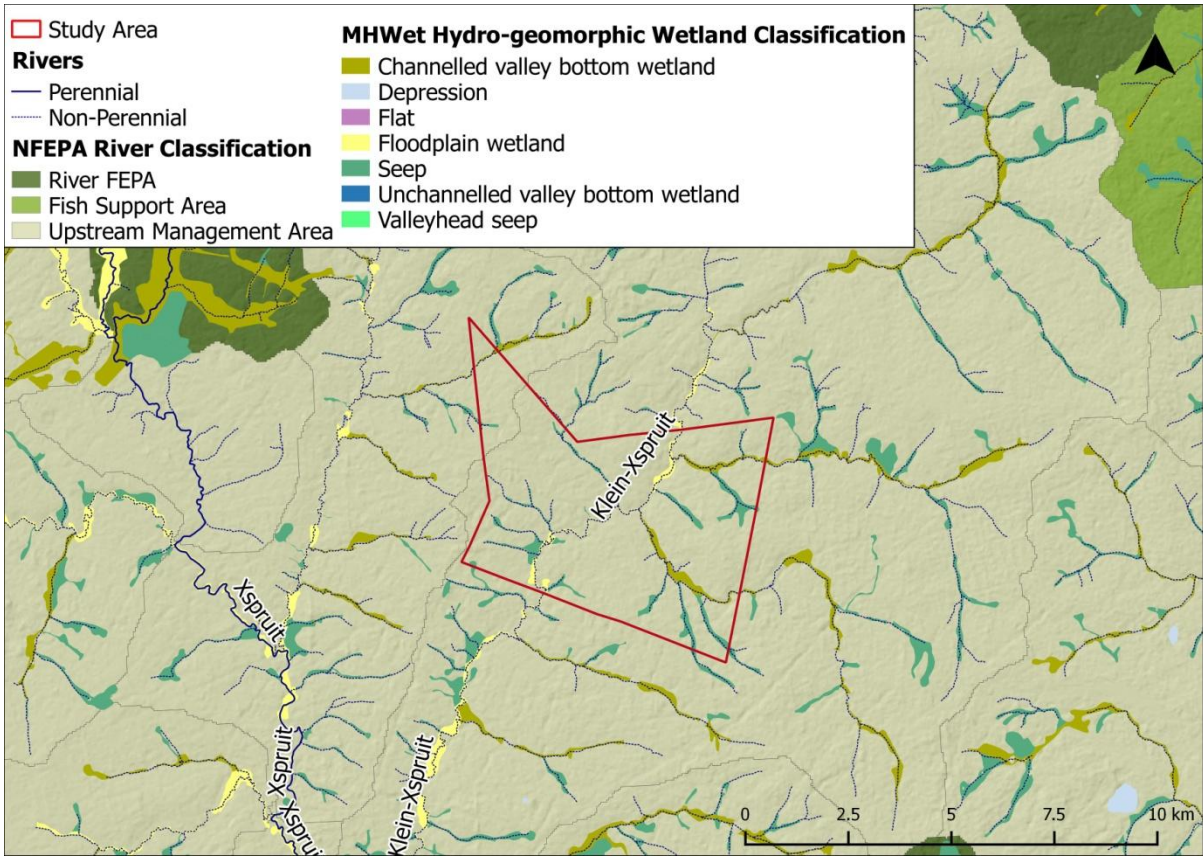 Study Area
Rivers
Perennial
Non-Perennial
NFEPA River Classification
River FEPA
Fish Support Area
Upstream Management Area
MHWet Hydro-geomorphic Wetland Classification
Channelled valley bottom wetland
Depression
Flat
Floodplain wetland
Seep
Unchannelled valley bottom wetland
Valleyhead seep
Klein-Xspruit
Xspruit
Xspruit
Klein-Xspruit
Xspruit
0 2.5 5 7.5 10 km